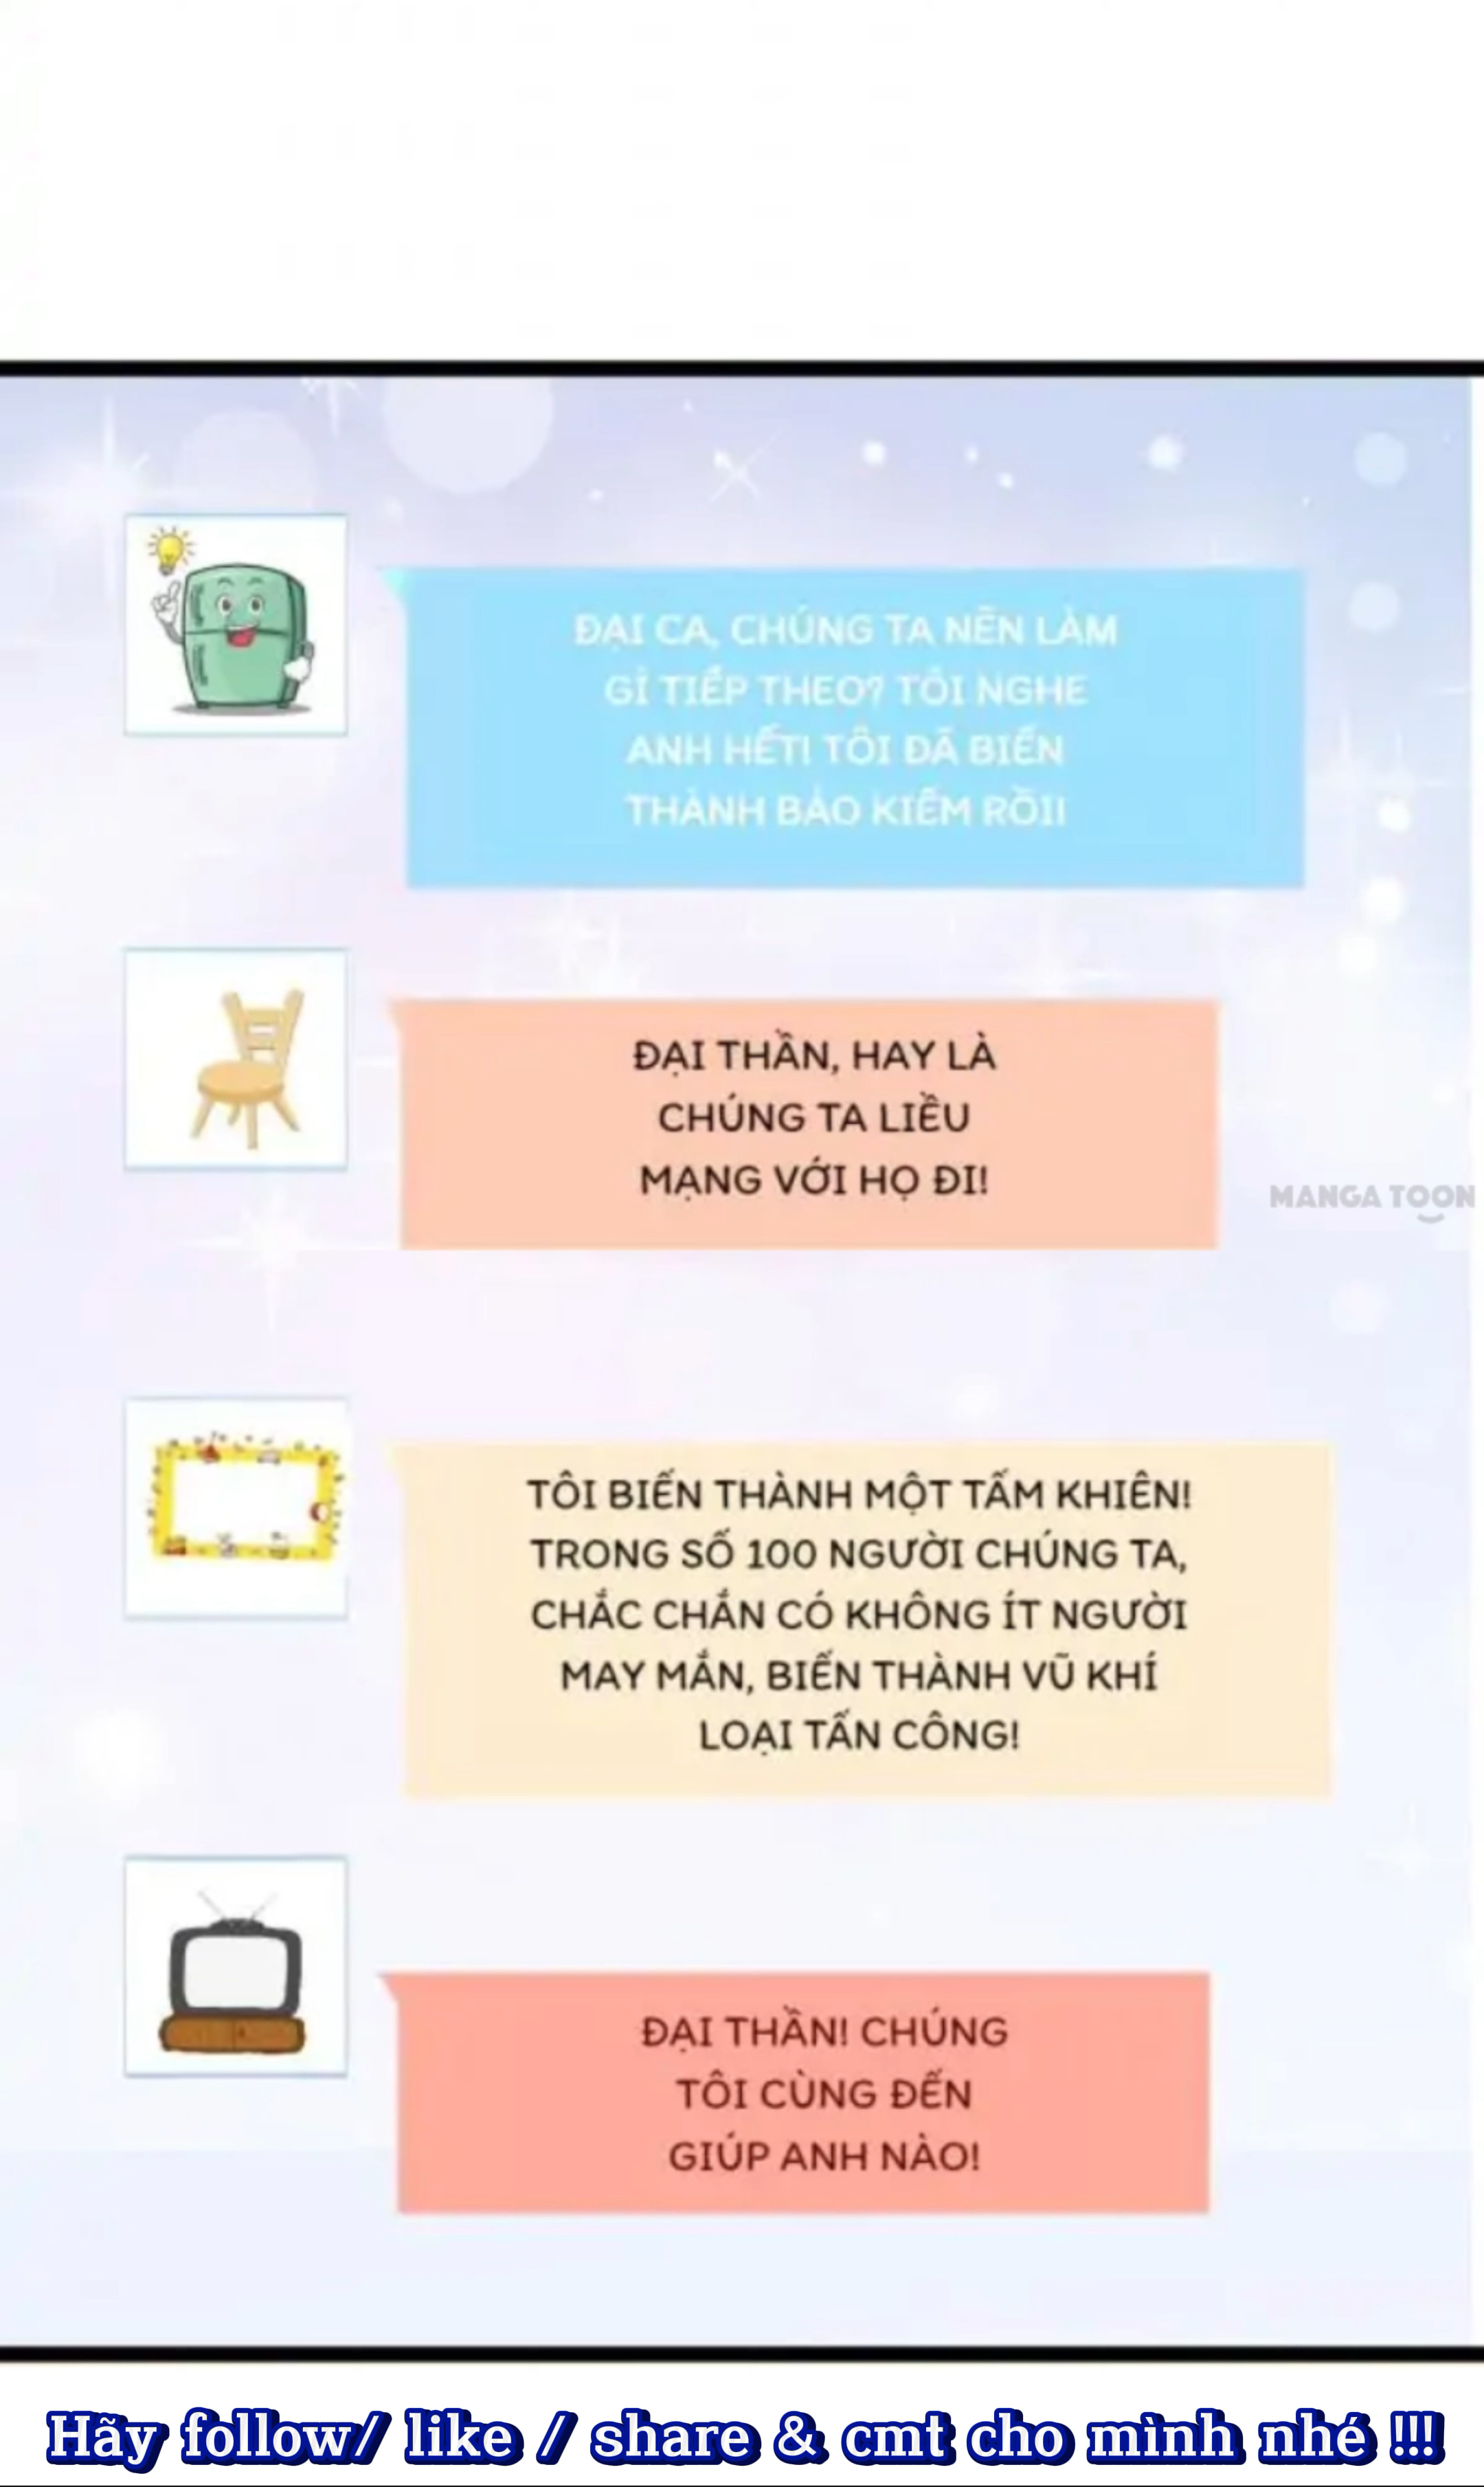 ĐẠI CA, CHÚNG TA NÊN LÀM
GÌ TIẾP THEO? TÔI NGHE
ANH HẾT! TÔI ĐÃ BIẾN
THÀNH BẢO KIẾM RỒI!
ĐẠI THẦN, HAY LÀ
CHÚNG TA LIỀU
MẠNG VỚI HỌ ĐI!
MANGA TOON
TÔI BIẾN THÀNH MỘT TẤM KHIÊN!
TRONG SỐ 100 NGƯỜI CHÚNG TA,
CHẮC CHẮN CÓ KHÔNG ÍT NGƯỜI
MAY MẮN, BIẾN THÀNH VŨ KHÍ
LOẠI TẤN CÔNG!
ĐẠI THẦN! CHÚNG
TÔI CÙNG ĐẾN
GIÚP ANH NÀO!
Hãy follow/ like / share & cmt cho mình nhé !!!